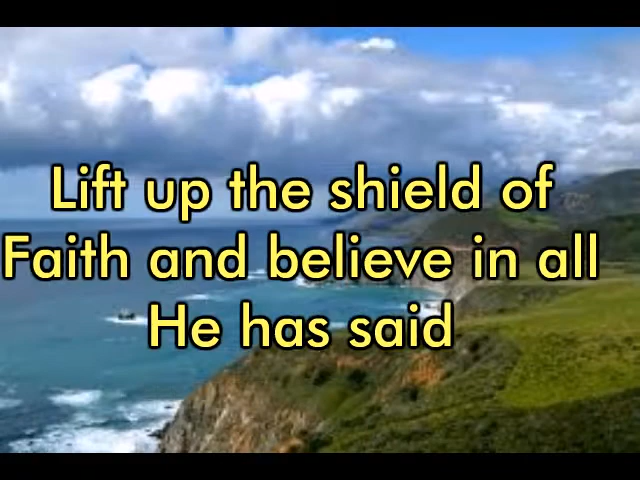 Lift up the shield of
Faith and believe in all
He has said